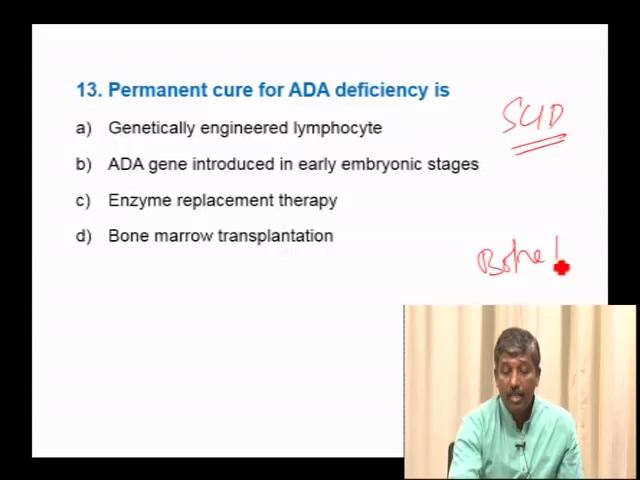 13. Permanent cure for ADA deficiency is
a) Genetically engineered lymphocyte
b) ADA gene introduced in early embryonic stages
c) Enzyme replacement therapy
d) Bone marrow transplantation
SCID
Bone